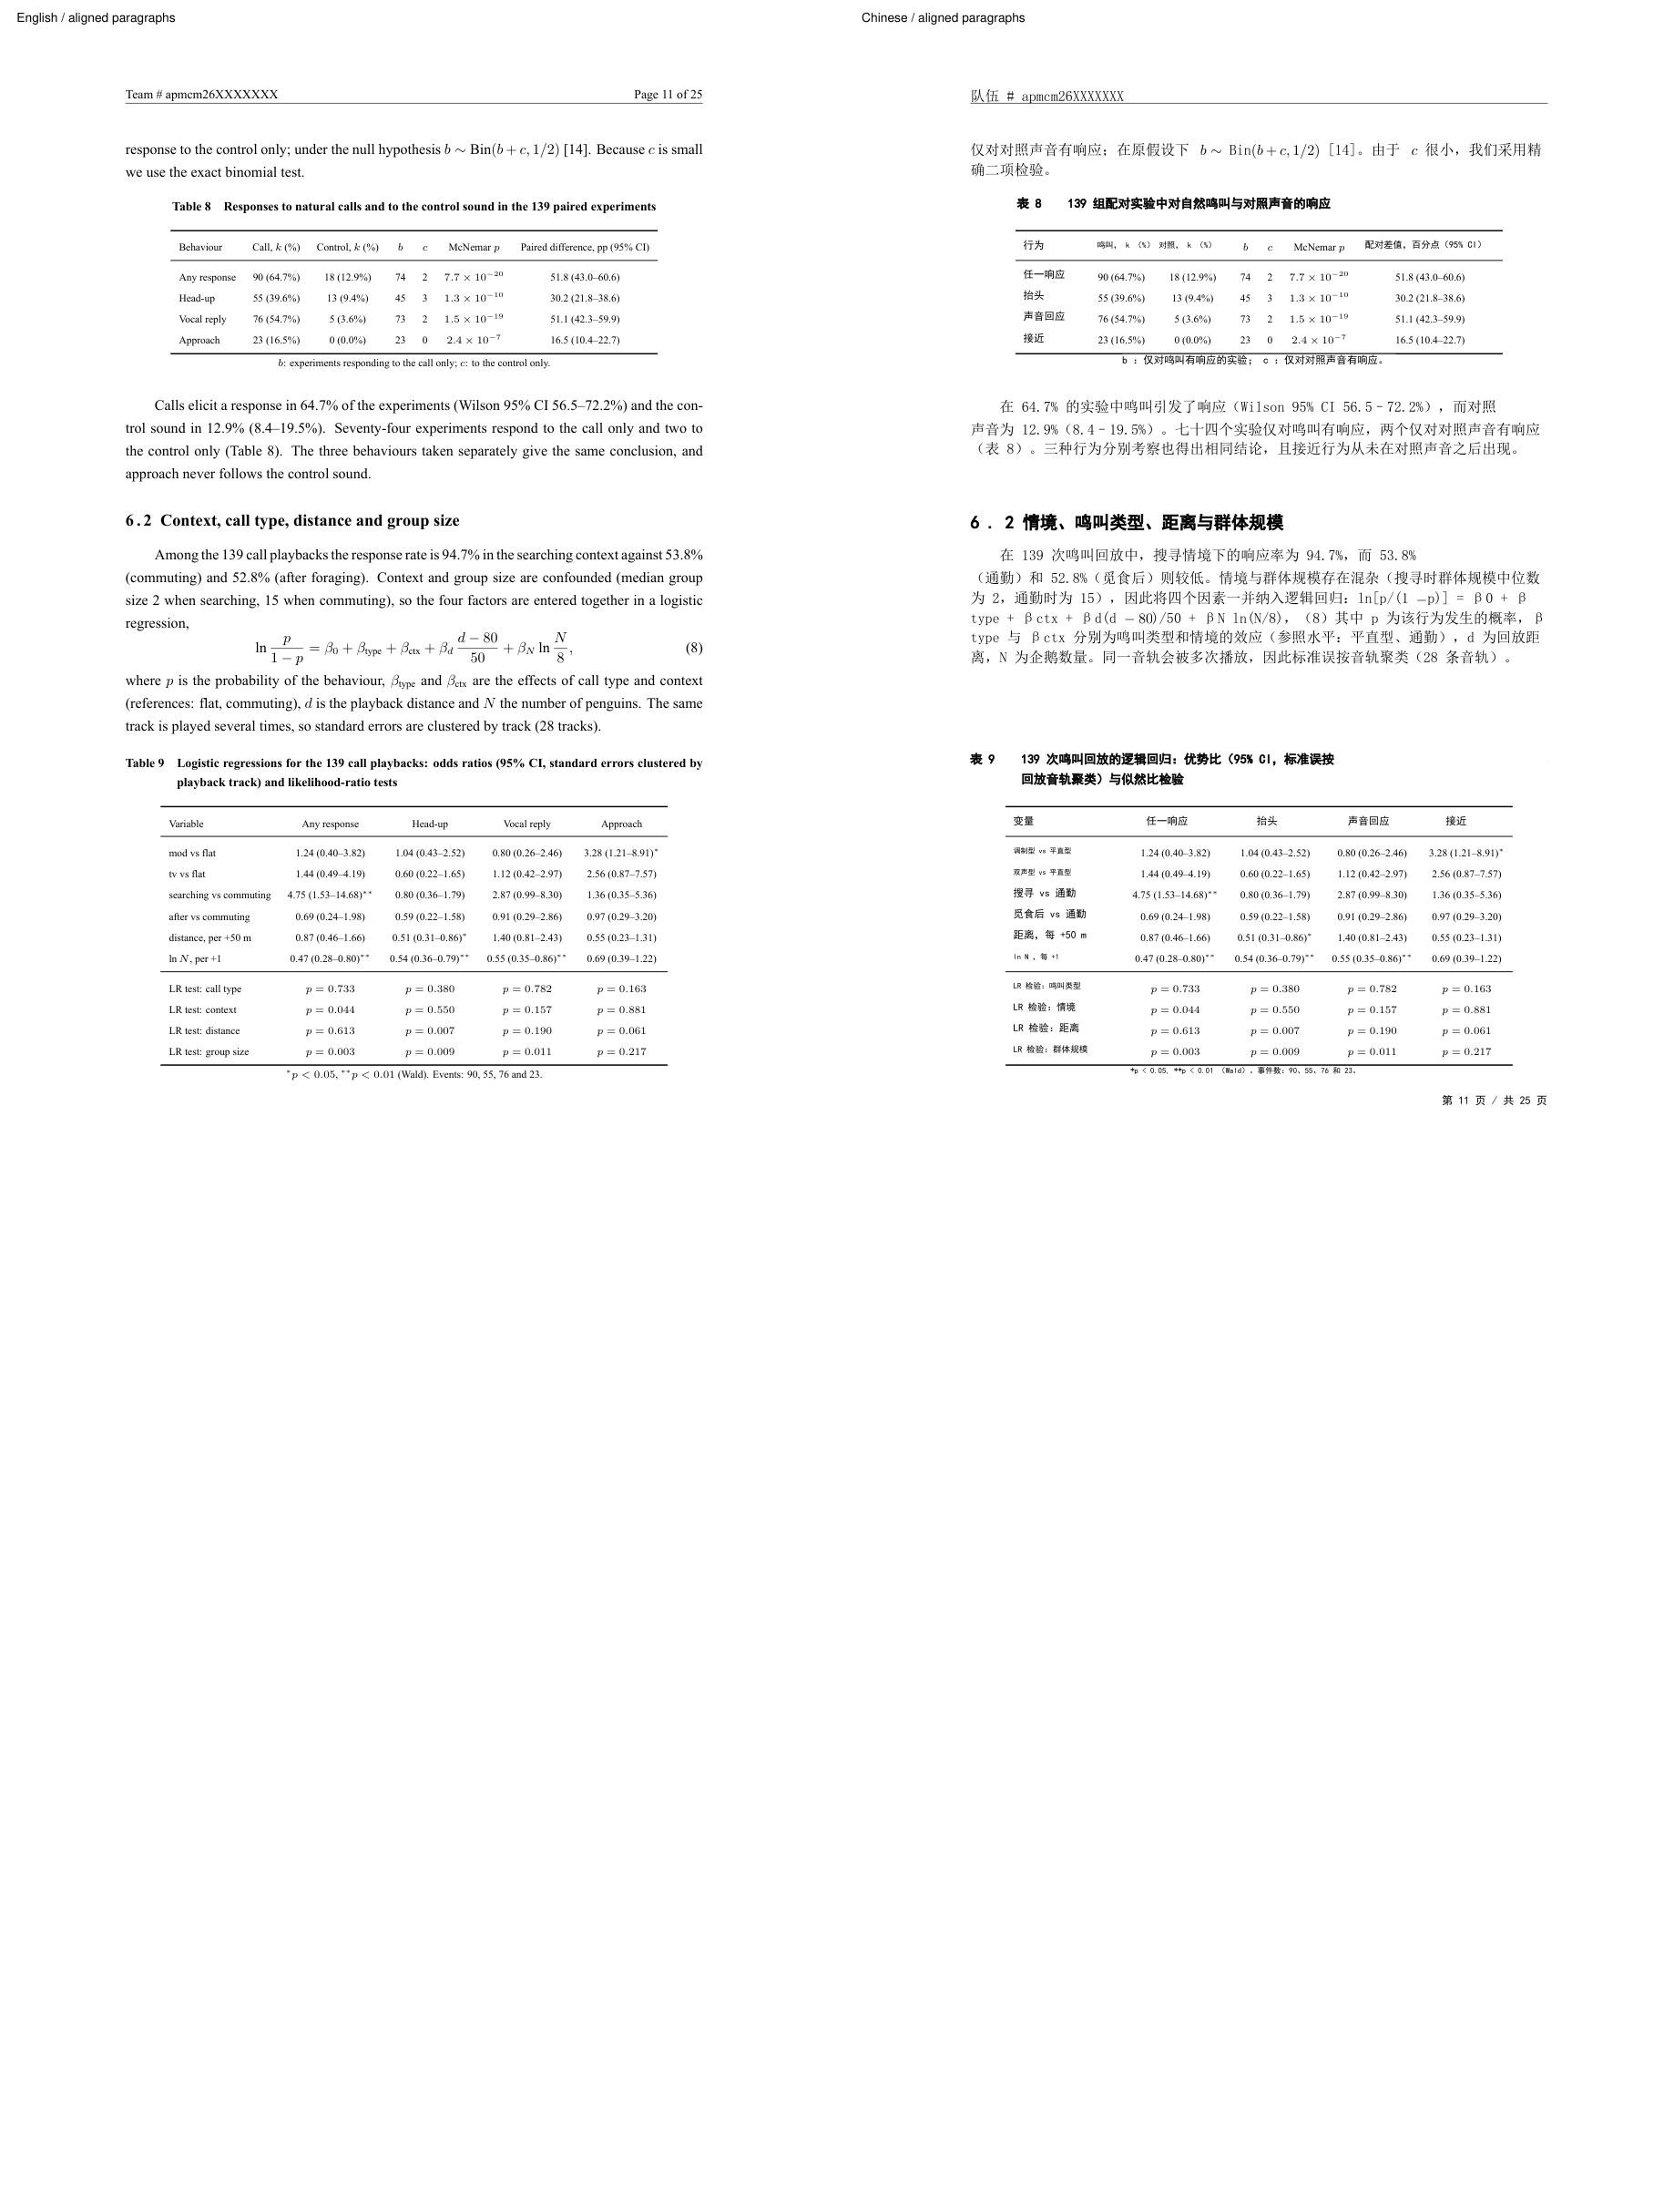 English / aligned paragraphs
Team # apmcm26XXXXXXX Page 11 of 25
response to the control only; under the null hypothesis b ∼ Bin(b + c, 1/2) [14]. Because c is small
we use the exact binomial test.
Table 8 Responses to natural calls and to the control sound in the 139 paired experiments
Behaviour Call, k (%) Control, k (%) b c McNemar p Paired difference, pp (95% CI)
Any response 90 (64.7%) 18 (12.9%) 74 2 7.7 × 10⁻²⁰ 51.8 (43.0–60.6)
Head-up 55 (39.6%) 13 (9.4%) 45 3 1.3 × 10⁻¹⁰ 30.2 (21.8–38.6)
Vocal reply 76 (54.7%) 5 (3.6%) 73 2 1.5 × 10⁻¹⁹ 51.1 (42.3–59.9)
Approach 23 (16.5%) 0 (0.0%) 23 0 2.4 × 10⁻⁷ 16.5 (10.4–22.7)
b: experiments responding to the call only; c: to the control only.
Calls elicit a response in 64.7% of the experiments (Wilson 95% CI 56.5–72.2%) and the con-
trol sound in 12.9% (8.4–19.5%). Seventy-four experiments respond to the call only and two to
the control only (Table 8). The three behaviours taken separately give the same conclusion, and
approach never follows the control sound.
6.2 Context, call type, distance and group size
Among the 139 call playbacks the response rate is 94.7% in the searching context against 53.8%
(commuting) and 52.8% (after foraging). Context and group size are confounded (median group
size 2 when searching, 15 when commuting), so the four factors are entered together in a logistic
regression,
ln p/(1 − p) = β₀ + β_type + β_ctx + β_d (d − 80)/50 + β_N ln N/8, (8)
where p is the probability of the behaviour, β_type and β_ctx are the effects of call type and context
(references: flat, commuting), d is the playback distance and N the number of penguins. The same
track is played several times, so standard errors are clustered by track (28 tracks).
Table 9 Logistic regressions for the 139 call playbacks: odds ratios (95% CI, standard errors clustered by
playback track) and likelihood-ratio tests
Variable Any response Head-up Vocal reply Approach
mod vs flat 1.24 (0.40–3.82) 1.04 (0.43–2.52) 0.80 (0.26–2.46) 3.28 (1.21–8.91)*
tv vs flat 1.44 (0.49–4.19) 0.60 (0.22–1.65) 1.12 (0.42–2.97) 2.56 (0.87–7.57)
searching vs commuting 4.75 (1.53–14.68)** 0.80 (0.36–1.79) 2.87 (0.99–8.30) 1.36 (0.35–5.36)
after vs commuting 0.69 (0.24–1.98) 0.59 (0.22–1.58) 0.91 (0.29–2.86) 0.97 (0.29–3.20)
distance, per +50 m 0.87 (0.46–1.66) 0.51 (0.31–0.86)* 1.40 (0.81–2.43) 0.55 (0.23–1.31)
ln N, per +1 0.47 (0.28–0.80)** 0.54 (0.36–0.79)** 0.55 (0.35–0.86)** 0.69 (0.39–1.22)
LR test: call type p = 0.733 p = 0.380 p = 0.782 p = 0.163
LR test: context p = 0.044 p = 0.550 p = 0.157 p = 0.881
LR test: distance p = 0.613 p = 0.007 p = 0.190 p = 0.061
LR test: group size p = 0.003 p = 0.009 p = 0.011 p = 0.217
*p < 0.05, **p < 0.01 (Wald). Events: 90, 55, 76 and 23.
Chinese / aligned paragraphs
队伍 # apmcm26XXXXXXX
仅对对照声音有响应；在原假设下 b ∼ Bin(b + c, 1/2) [14]。由于 c 很小，我们采用精
确二项检验。
表 8 139 组配对实验中对自然鸣叫与对照声音的响应
行为 鸣叫， k （%） 对照， k （%） b c McNemar p 配对差值，百分点（95% CI）
任一响应 90 (64.7%) 18 (12.9%) 74 2 7.7 × 10⁻²⁰ 51.8 (43.0–60.6)
抬头 55 (39.6%) 13 (9.4%) 45 3 1.3 × 10⁻¹⁰ 30.2 (21.8–38.6)
声音回应 76 (54.7%) 5 (3.6%) 73 2 1.5 × 10⁻¹⁹ 51.1 (42.3–59.9)
接近 23 (16.5%) 0 (0.0%) 23 0 2.4 × 10⁻⁷ 16.5 (10.4–22.7)
b ：仅对鸣叫有响应的实验； c ：仅对对照声音有响应。
在 64.7% 的实验中鸣叫引发了响应（Wilson 95% CI 56.5–72.2%），而对照
声音为 12.9%（8.4–19.5%）。七十四个实验仅对鸣叫有响应，两个仅对对照声音有响应
（表 8）。三种行为分别考察也得出相同结论，且接近行为从未在对照声音之后出现。
6 . 2 情境、鸣叫类型、距离与群体规模
在 139 次鸣叫回放中，搜寻情境下的响应率为 94.7%，而 53.8%
（通勤）和 52.8%（觅食后）则较低。情境与群体规模存在混杂（搜寻时群体规模中位数
为 2，通勤时为 15），因此将四个因素一并纳入逻辑回归：ln[p/(1 −p)] = β0 + β
type + βctx + βd(d − 80)/50 + βN ln(N/8)，（8）其中 p 为该行为发生的概率，β
type 与 βctx 分别为鸣叫类型和情境的效应（参照水平：平直型、通勤），d 为回放距
离，N 为企鹅数量。同一音轨会被多次播放，因此标准误按音轨聚类（28 条音轨）。
表 9 139 次鸣叫回放的逻辑回归：优势比（95% CI，标准误按
回放音轨聚类）与似然比检验
变量 任一响应 抬头 声音回应 接近
调制型 vs 平直型 1.24 (0.40–3.82) 1.04 (0.43–2.52) 0.80 (0.26–2.46) 3.28 (1.21–8.91)*
双声型 vs 平直型 1.44 (0.49–4.19) 0.60 (0.22–1.65) 1.12 (0.42–2.97) 2.56 (0.87–7.57)
搜寻 vs 通勤 4.75 (1.53–14.68)** 0.80 (0.36–1.79) 2.87 (0.99–8.30) 1.36 (0.35–5.36)
觅食后 vs 通勤 0.69 (0.24–1.98) 0.59 (0.22–1.58) 0.91 (0.29–2.86) 0.97 (0.29–3.20)
距离，每 +50 m 0.87 (0.46–1.66) 0.51 (0.31–0.86)* 1.40 (0.81–2.43) 0.55 (0.23–1.31)
ln N ，每 +1 0.47 (0.28–0.80)** 0.54 (0.36–0.79)** 0.55 (0.35–0.86)** 0.69 (0.39–1.22)
LR 检验：鸣叫类型 p = 0.733 p = 0.380 p = 0.782 p = 0.163
LR 检验：情境 p = 0.044 p = 0.550 p = 0.157 p = 0.881
LR 检验：距离 p = 0.613 p = 0.007 p = 0.190 p = 0.061
LR 检验：群体规模 p = 0.003 p = 0.009 p = 0.011 p = 0.217
*p < 0.05, **p < 0.01 （Wald）。事件数：90、55、76 和 23。
第 11 页 / 共 25 页